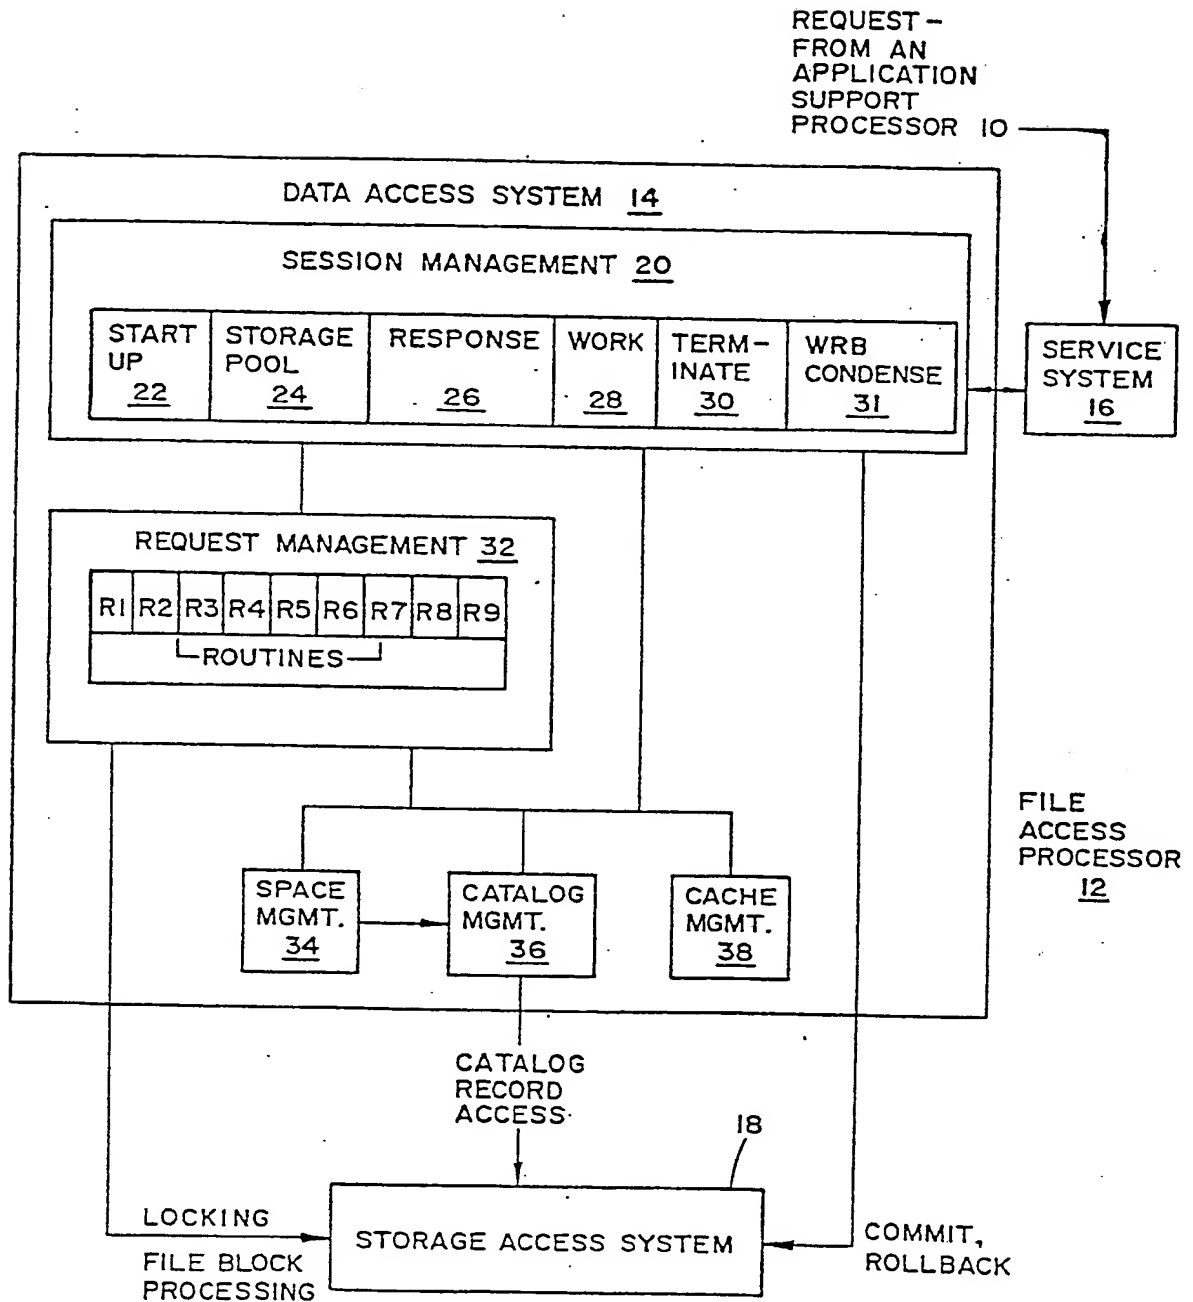 REQUEST-
FROM AN
APPLICATION
SUPPORT
PROCESSOR 10
DATA ACCESS SYSTEM 14
SESSION MANAGEMENT 20
START
UP
22
STORAGE
POOL
24
RESPONSE
26
WORK
28
TERM-
INATE
30
WRB
CONDENSE
31
SERVICE
SYSTEM
16
REQUEST MANAGEMENT 32
R1 R2 R3 R4 R5 R6 R7 R8 R9
ROUTINES
FILE
ACCESS
PROCESSOR
12
SPACE
MGMT.
34
CATALOG
MGMT.
36
CACHE
MGMT.
38
CATALOG
RECORD
ACCESS
18
STORAGE ACCESS SYSTEM
LOCKING
FILE BLOCK
PROCESSING
COMMIT,
ROLLBACK